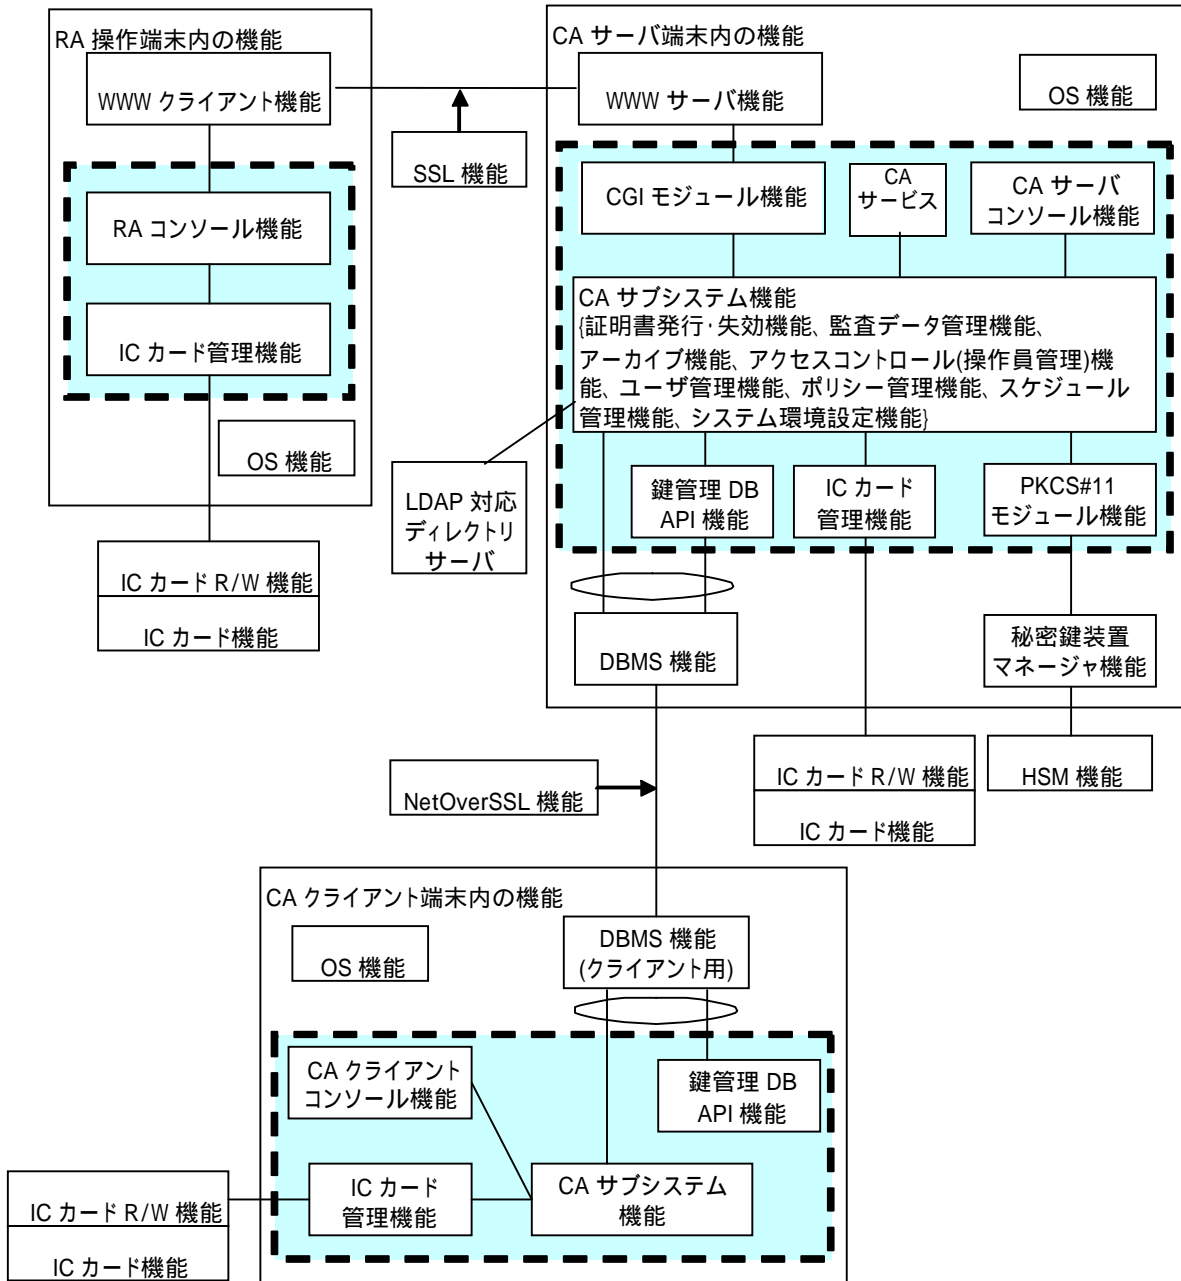 RA 操作端末内の機能
WWW クライアント機能
RA コンソール機能
IC カード管理機能
OS 機能
IC カード R/W 機能
IC カード機能
SSL 機能
CA サーバ端末内の機能
WWW サーバ機能
OS 機能
CGI モジュール機能
CA
サービス
CA サーバ
コンソール機能
CA サブシステム機能
{証明書発行・失効機能、監査データ管理機能、
アーカイブ機能、アクセスコントロール(操作員管理)機
能、ユーザ管理機能、ポリシー管理機能、スケジュール
管理機能、システム環境設定機能}
LDAP 対応
ディレクトリ
サーバ
鍵管理 DB
API 機能
IC カード
管理機能
PKCS#11
モジュール機能
DBMS 機能
秘密鍵装置
マネージャ機能
IC カード R/W 機能
IC カード機能
HSM 機能
NetOverSSL 機能
CA クライアント端末内の機能
OS 機能
DBMS 機能
(クライアント用)
CA クライアント
コンソール機能
鍵管理 DB
API 機能
IC カード
管理機能
CA サブシステム
機能
IC カード R/W 機能
IC カード機能